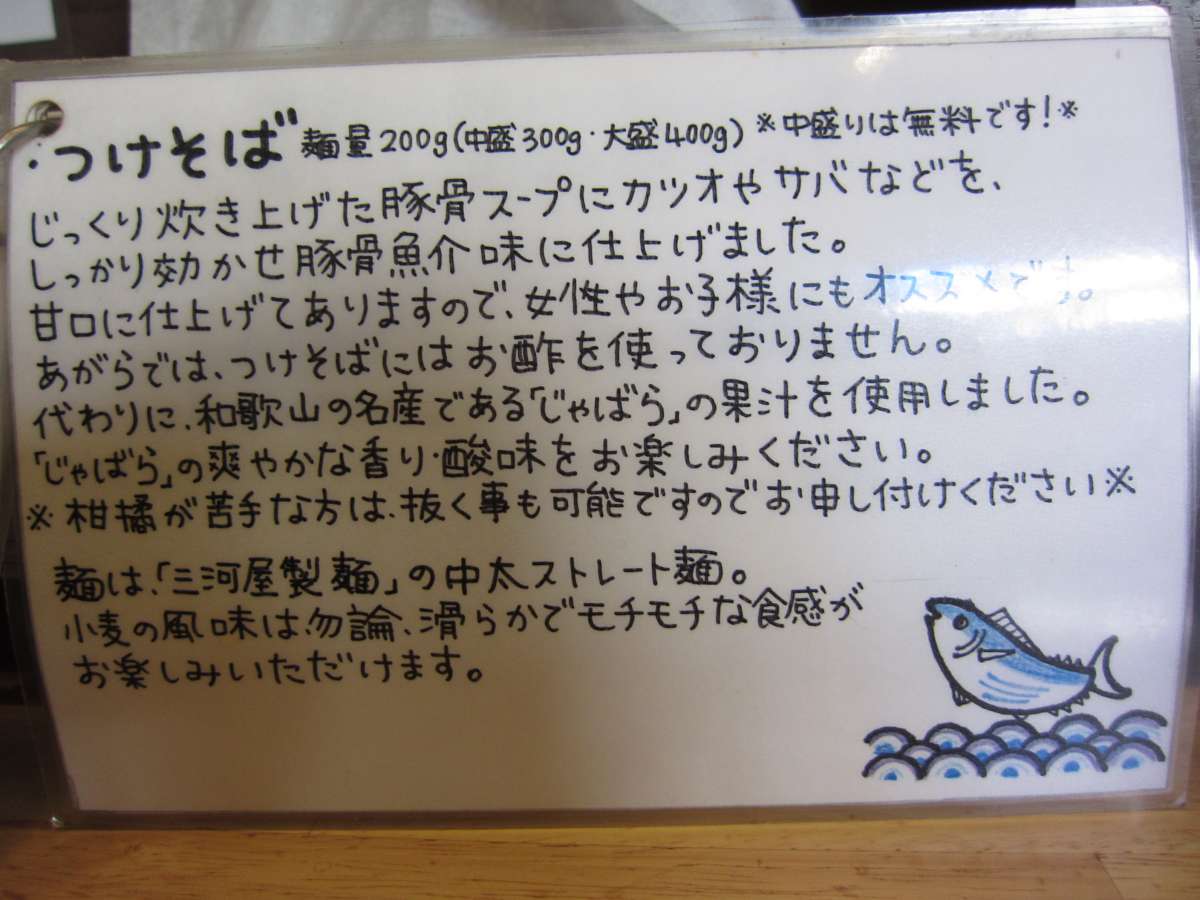 ・つけそば 麺量200g(中盛300g・大盛400g) ※中盛りは無料です!※
じっくり炊き上げた豚骨スープにカツオやサバなどを、
しっかり効かせ豚骨魚介味に仕上げました。
甘口に仕上げてありますので、女性やお子様にもオススメです。
あがらでは、つけそばにはお酢を使っておりません。
代わりに、和歌山の名産である「じゃばら」の果汁を使用しました。
「じゃばら」の爽やかな香り・酸味をお楽しみください。
※柑橘が苦手な方は、抜く事も可能ですのでお申し付けください※
麺は、「三河屋製麺」の中太ストレート麺。
小麦の風味は、勿論、滑らかでモチモチな食感が
お楽しみいただけます。